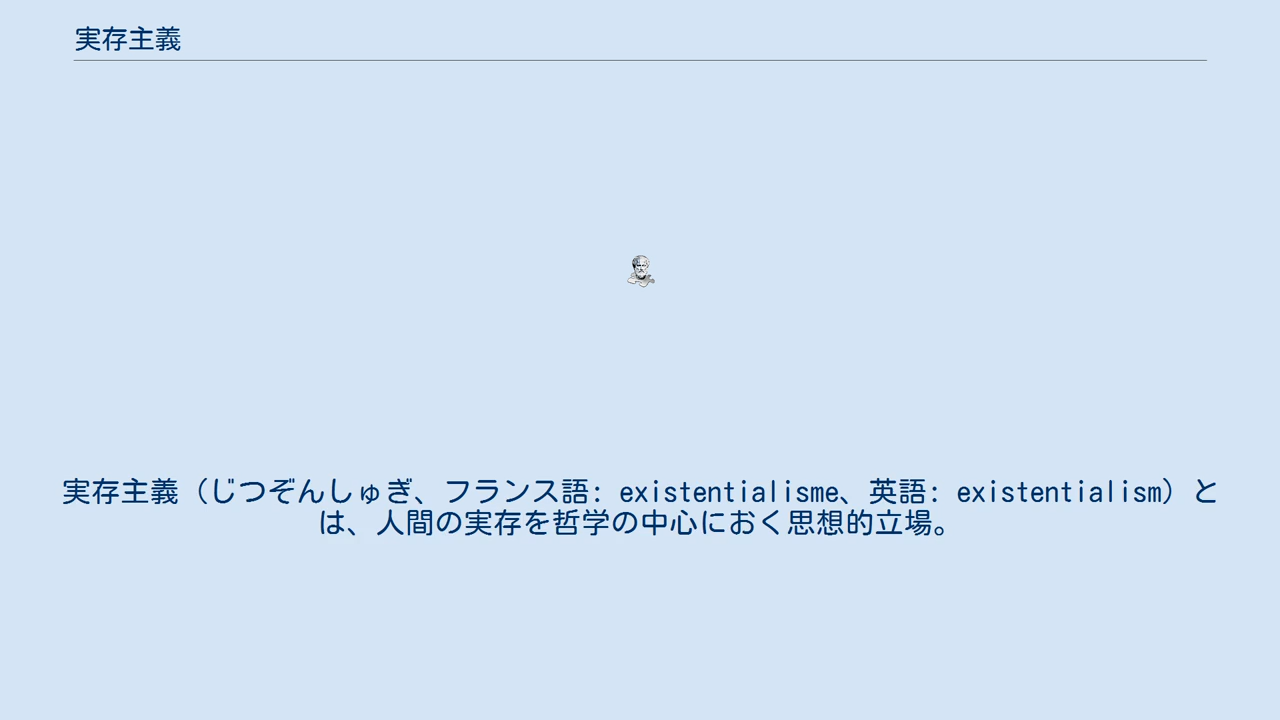 実存主義
実存主義（じつぞんしゅぎ、フランス語: existentialisme、英語: existentialism）と
は、人間の実存を哲学の中心におく思想的立場。